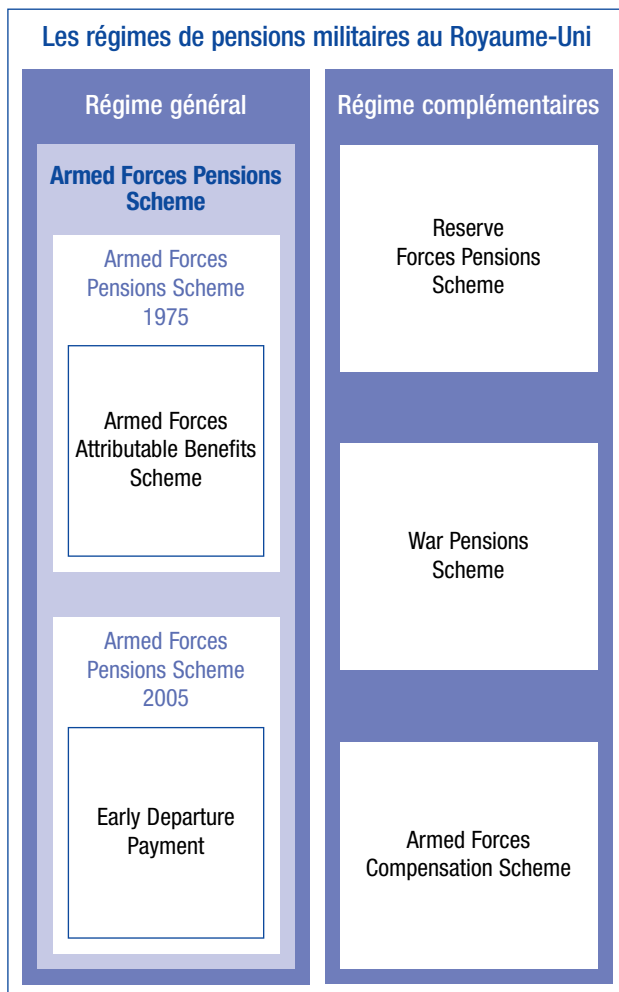 Les régimes de pensions militaires au Royaume-Uni
Régime général
Armed Forces Pensions
Scheme
Armed Forces
Pensions Scheme
1975
Armed Forces
Attributable Benefits
Scheme
Armed Forces
Pensions Scheme
2005
Early Departure
Payment
Régime complémentaires
Reserve
Forces Pensions
Scheme
War Pensions
Scheme
Armed Forces
Compensation Scheme